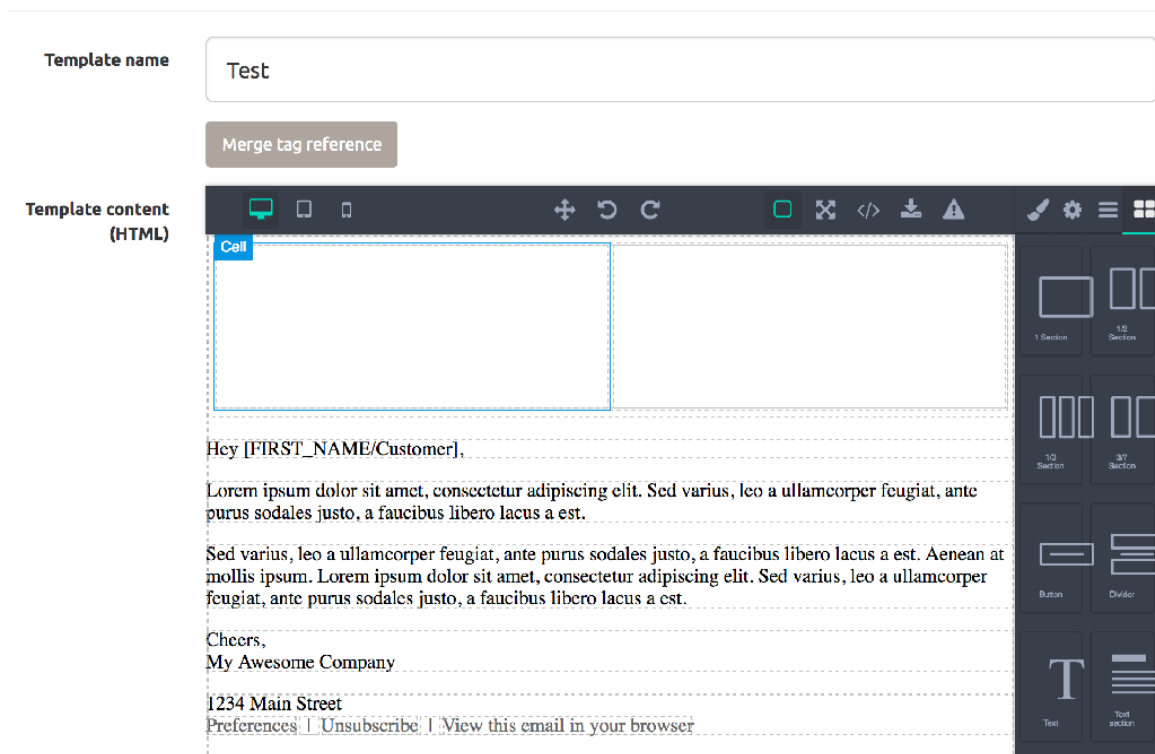 Template name
Test
Merge tag reference
Template content
(HTML)
Cell
Hey [FIRST_NAME/Customer],
Lorem ipsum dolor sit amet, consectetur adipiscing elit. Sed varius, leo a ullamcorper feugiat, ante
purus sodales justo, a faucibus libero lacus a est.
Sed varius, leo a ullamcorper feugiat, ante purus sodales justo, a faucibus libero lacus a est. Aenean at
mollis ipsum. Lorem ipsum dolor sit amet, consectetur adipiscing elit. Sed varius, leo a ullamcorper
feugiat, ante purus sodales justo, a faucibus libero lacus a est.
Cheers,
My Awesome Company
1234 Main Street
Preferences | Unsubscribe | View this email in your browser
1 Section
1/2
Section
1/3
Section
3/7
Section
Button
Divider
T
Text
Text
section